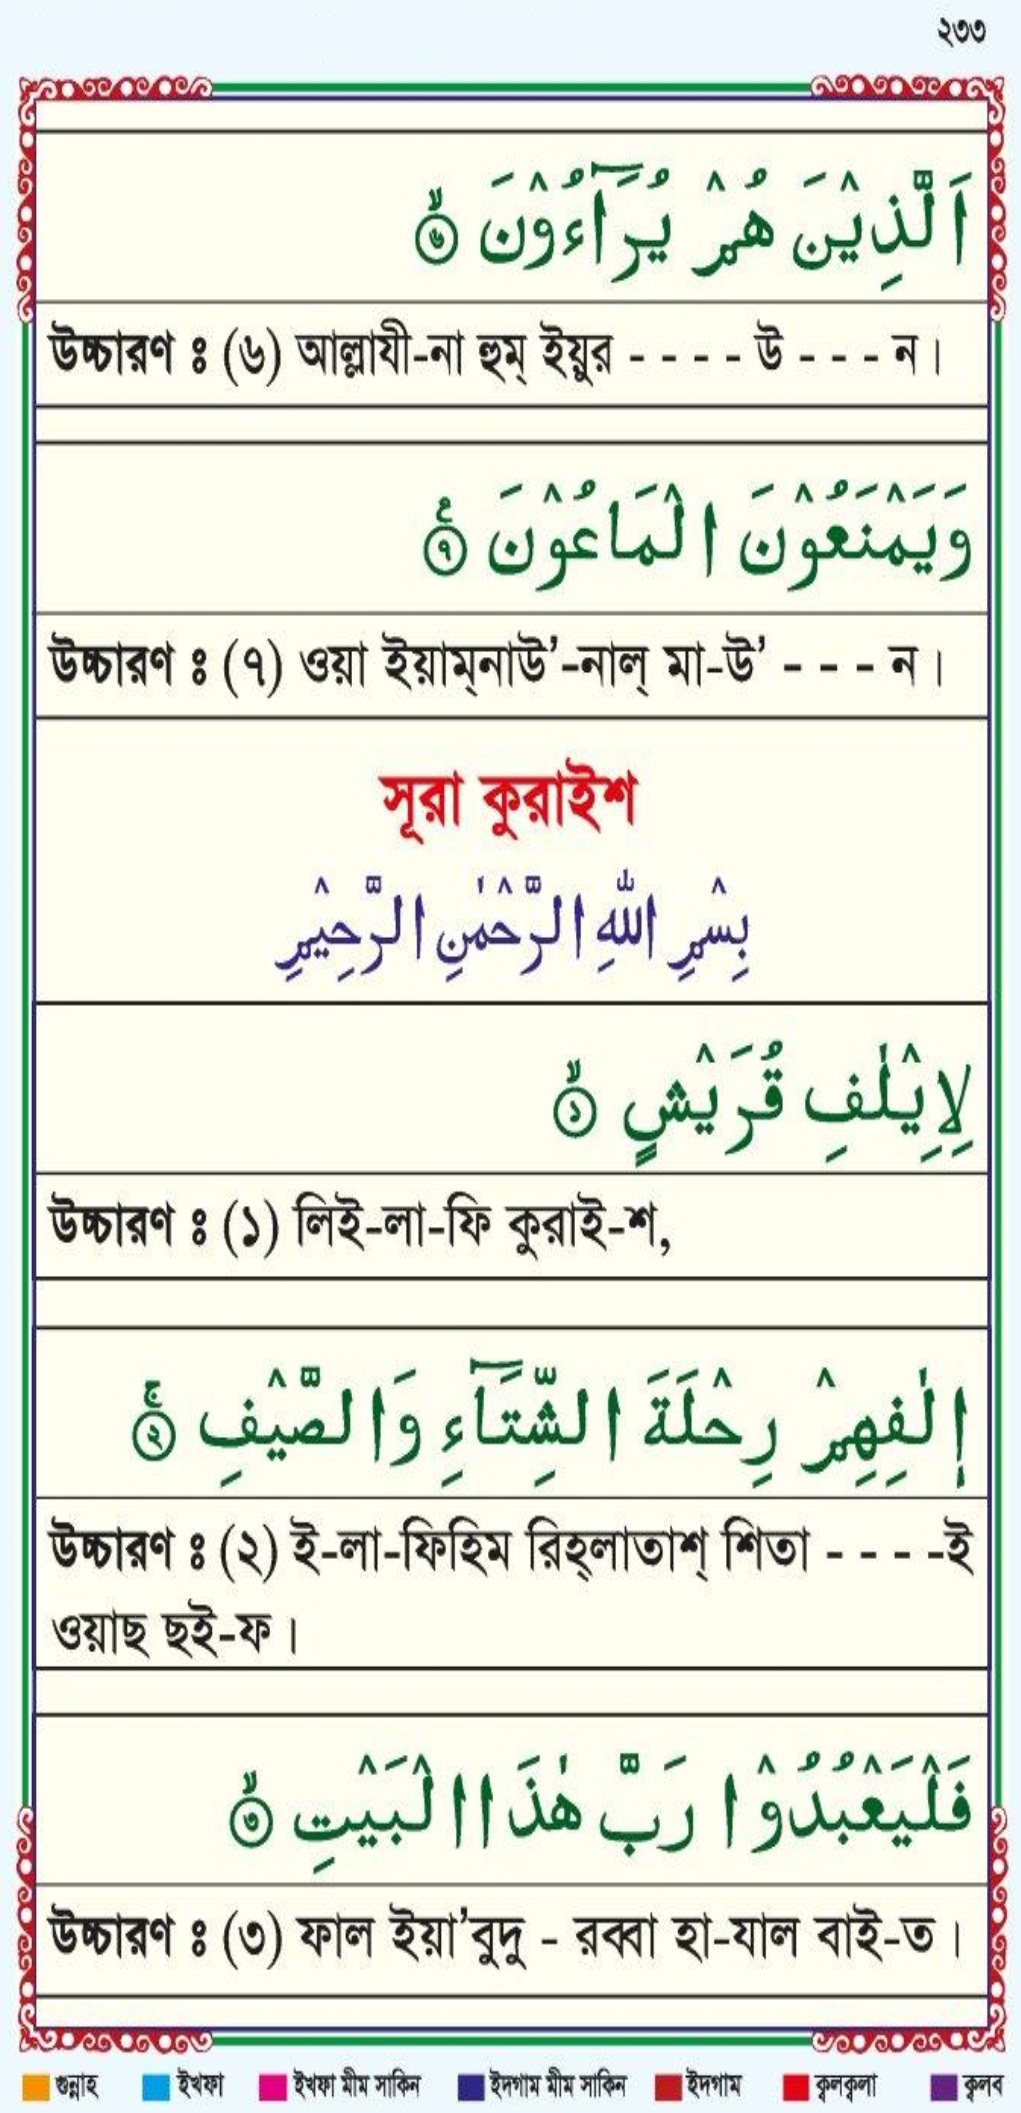 ২৩৩
اَلَّذِيْنَ هُمْ يُرَآءُوْنَ ۙ﴿٦﴾
উচ্চারণ ঃ (৬) আল্লাযী-না হুম্ ইয়ুর - - - - উ - - - ন।
وَيَمْنَعُوْنَ الْمَاعُوْنَ ﴿٧﴾ ع
উচ্চারণ ঃ (৭) ওয়া ইয়াম্‌নাউ’-নাল্ মা-উ’ - - - ন।
সূরা কুরাইশ
بِسْمِ اللّٰهِ الرَّحْمٰنِ الرَّحِيْمِ
لِاِيْلٰفِ قُرَيْشٍ ۙ﴿١﴾
উচ্চারণ ঃ (১) লিই-লা-ফি কুরাই-শ,
اٖلٰفِهِمْ رِحْلَةَ الشِّتَآءِ وَالصَّيْفِ ۚ﴿٢﴾
উচ্চারণ ঃ (২) ই-লা-ফিহিম রিহ্‌লাতাশ্ শিতা - - - -ই
ওয়াছ ছই-ফ।
فَلْيَعْبُدُوْا رَبَّ هٰذَا الْبَيْتِ ۙ﴿٣﴾
উচ্চারণ ঃ (৩) ফাল ইয়া’বুদু - রব্বা হা-যাল বাই-ত।
গুন্নাহ ইখফা ইখফা মীম সাকিন ইদগাম মীম সাকিন ইদগাম ক্বলক্বলা ক্বলব